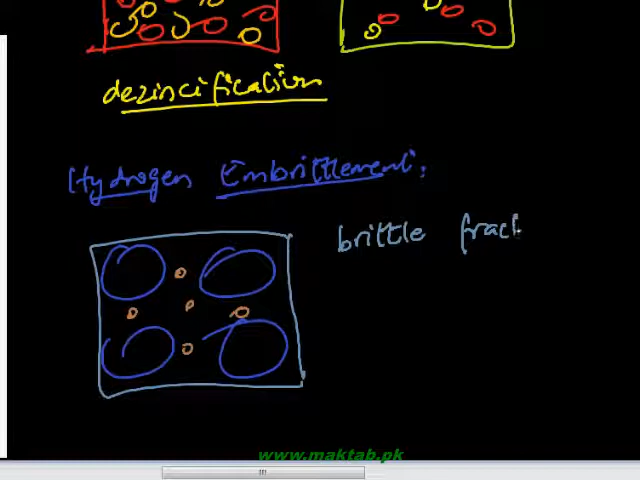 dezincification
Hydrogen Embrittlement.
brittle fract
www.maktab.pk